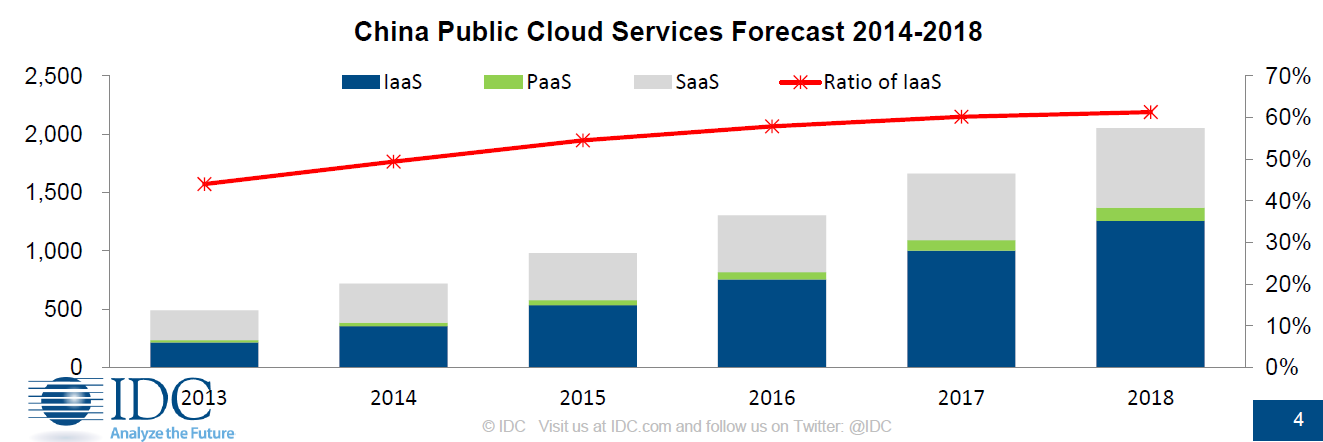 China Public Cloud Services Forecast 2014-2018
2,500
70%
IaaS
PaaS
SaaS
Ratio of IaaS
60%
2,000
50%
1,500
40%
30%
1,000
20%
500
10%
0
0%
2013
2014
2015
2016
2017
2018
IDC
Analyze the Future
© IDC Visit us at IDC.com and follow us on Twitter: @IDC
4